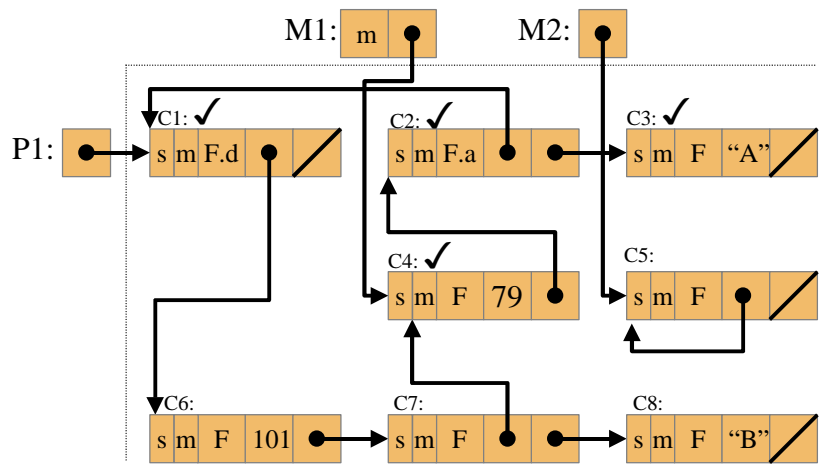 M1: m M2:
C1: ✓ C2: ✓ C3: ✓
P1: s m F.d s m F.a s m F “A”
C4: ✓ C5:
s m F 79 s m F
C6: C7: C8:
s m F 101 s m F s m F “B”